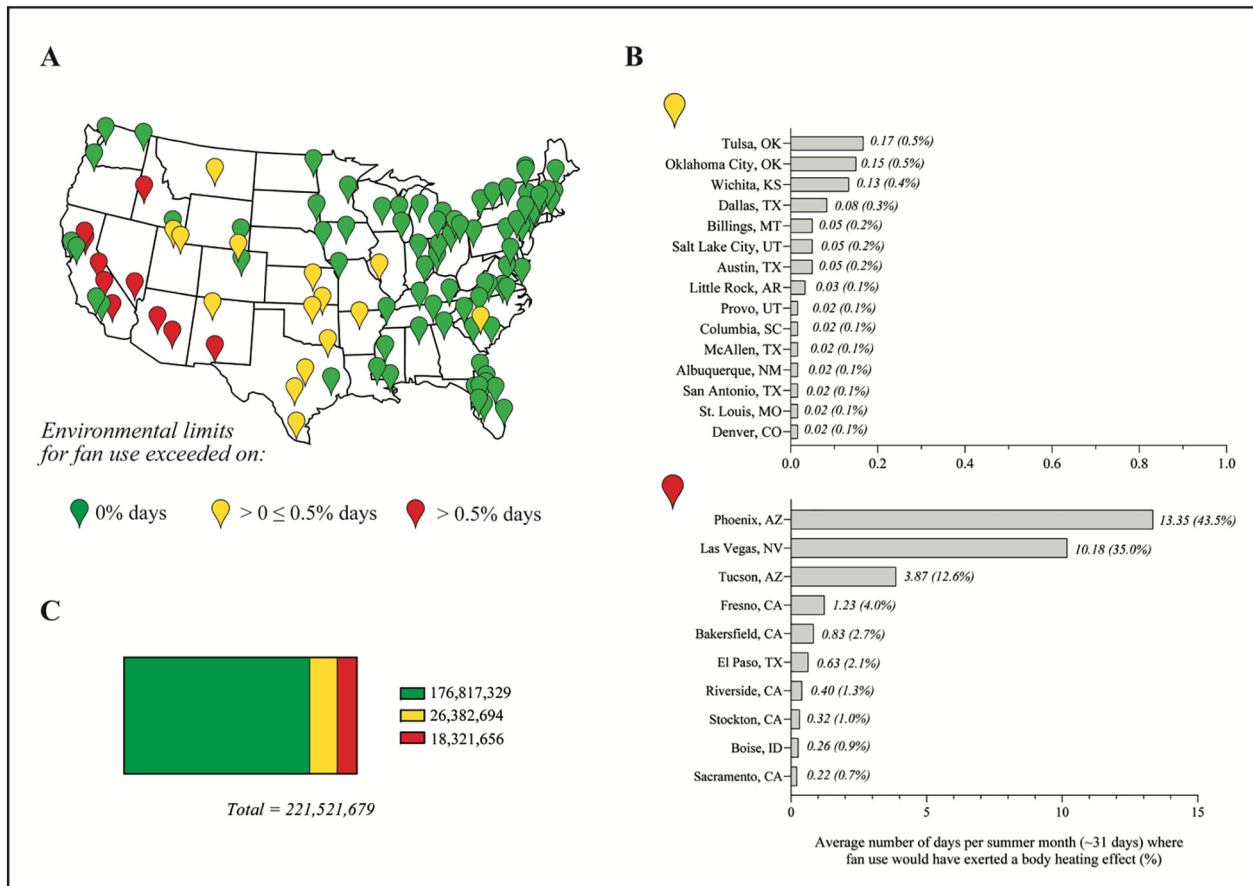 A
B
Environmental limits
for fan use exceeded on:
0% days
> 0 ≤ 0.5% days
> 0.5% days
C
176,817,329
26,382,694
18,321,656
Total = 221,521,679
Tulsa, OK 0.17 (0.5%)
Oklahoma City, OK 0.15 (0.5%)
Wichita, KS 0.13 (0.4%)
Dallas, TX 0.08 (0.3%)
Billings, MT 0.05 (0.2%)
Salt Lake City, UT 0.05 (0.2%)
Austin, TX 0.05 (0.2%)
Little Rock, AR 0.03 (0.1%)
Provo, UT 0.02 (0.1%)
Columbia, SC 0.02 (0.1%)
McAllen, TX 0.02 (0.1%)
Albuquerque, NM 0.02 (0.1%)
San Antonio, TX 0.02 (0.1%)
St. Louis, MO 0.02 (0.1%)
Denver, CO 0.02 (0.1%)
0.0 0.2 0.4 0.6 0.8 1.0
Phoenix, AZ 13.35 (43.5%)
Las Vegas, NV 10.18 (35.0%)
Tucson, AZ 3.87 (12.6%)
Fresno, CA 1.23 (4.0%)
Bakersfield, CA 0.83 (2.7%)
El Paso, TX 0.63 (2.1%)
Riverside, CA 0.40 (1.3%)
Stockton, CA 0.32 (1.0%)
Boise, ID 0.26 (0.9%)
Sacramento, CA 0.22 (0.7%)
0 5 10 15
Average number of days per summer month (~31 days) where
fan use would have exerted a body heating effect (%)